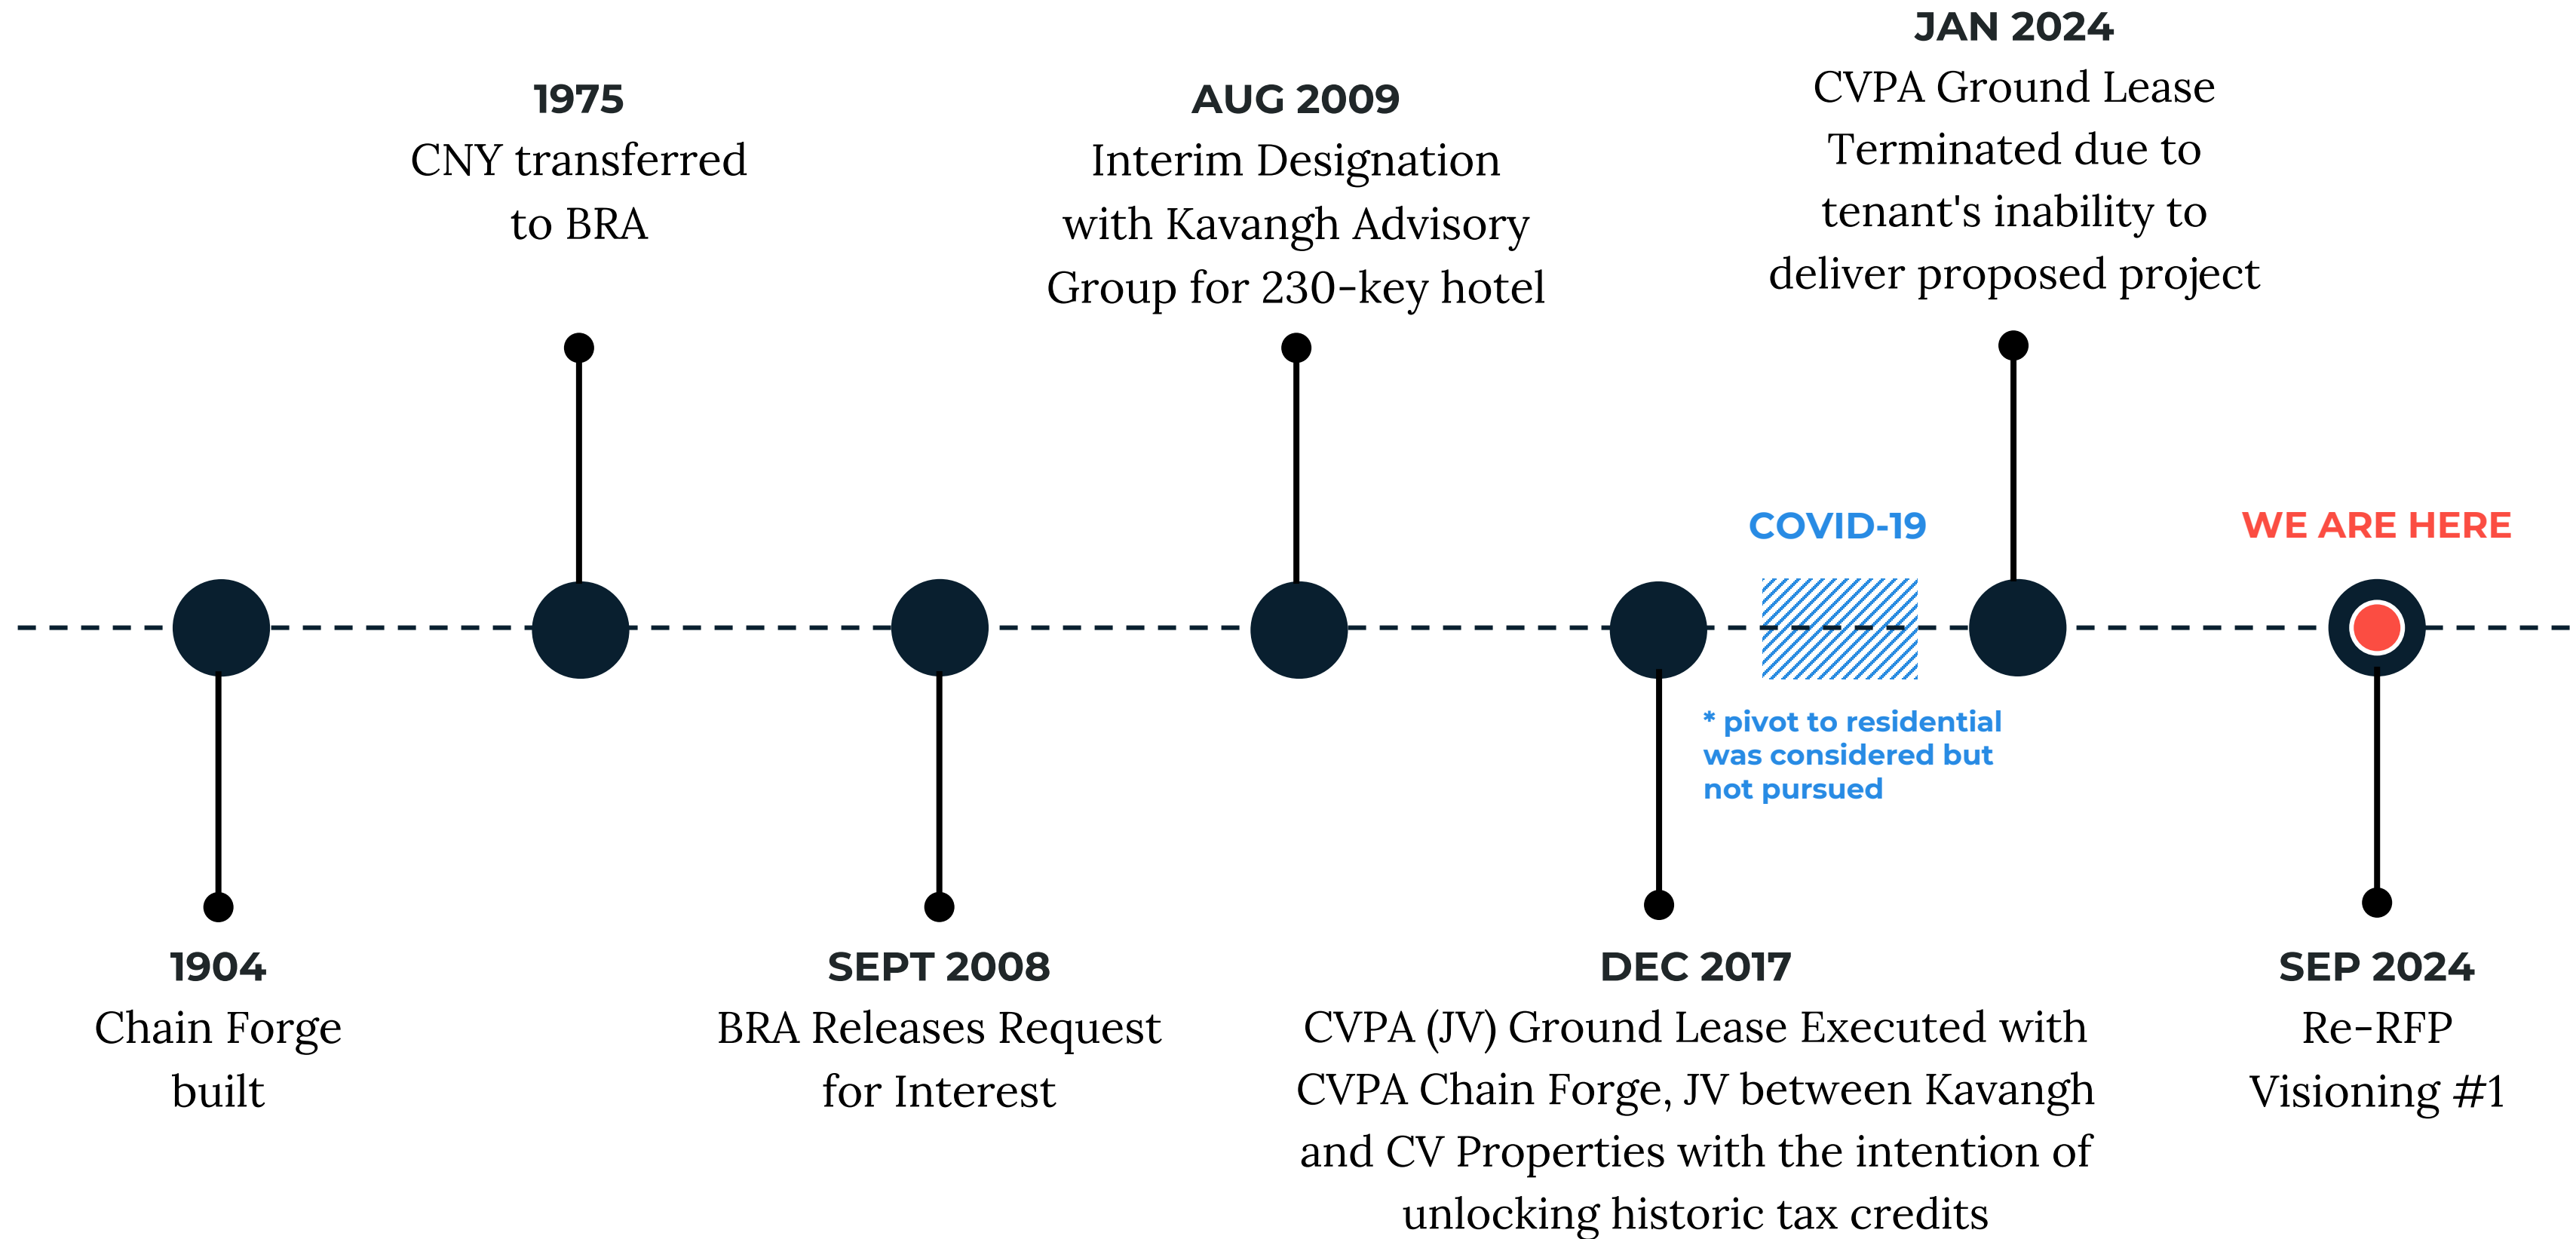 1904
Chain Forge
built
1975
CNY transferred
to BRA
SEPT 2008
BRA Releases Request
for Interest
AUG 2009
Interim Designation
with Kavangh Advisory
Group for 230-key hotel
DEC 2017
CVPA (JV) Ground Lease Executed with
CVPA Chain Forge, JV between Kavangh
and CV Properties with the intention of
unlocking historic tax credits
COVID-19
* pivot to residential
was considered but
not pursued
JAN 2024
CVPA Ground Lease
Terminated due to
tenant's inability to
deliver proposed project
WE ARE HERE
SEP 2024
Re-RFP
Visioning #1